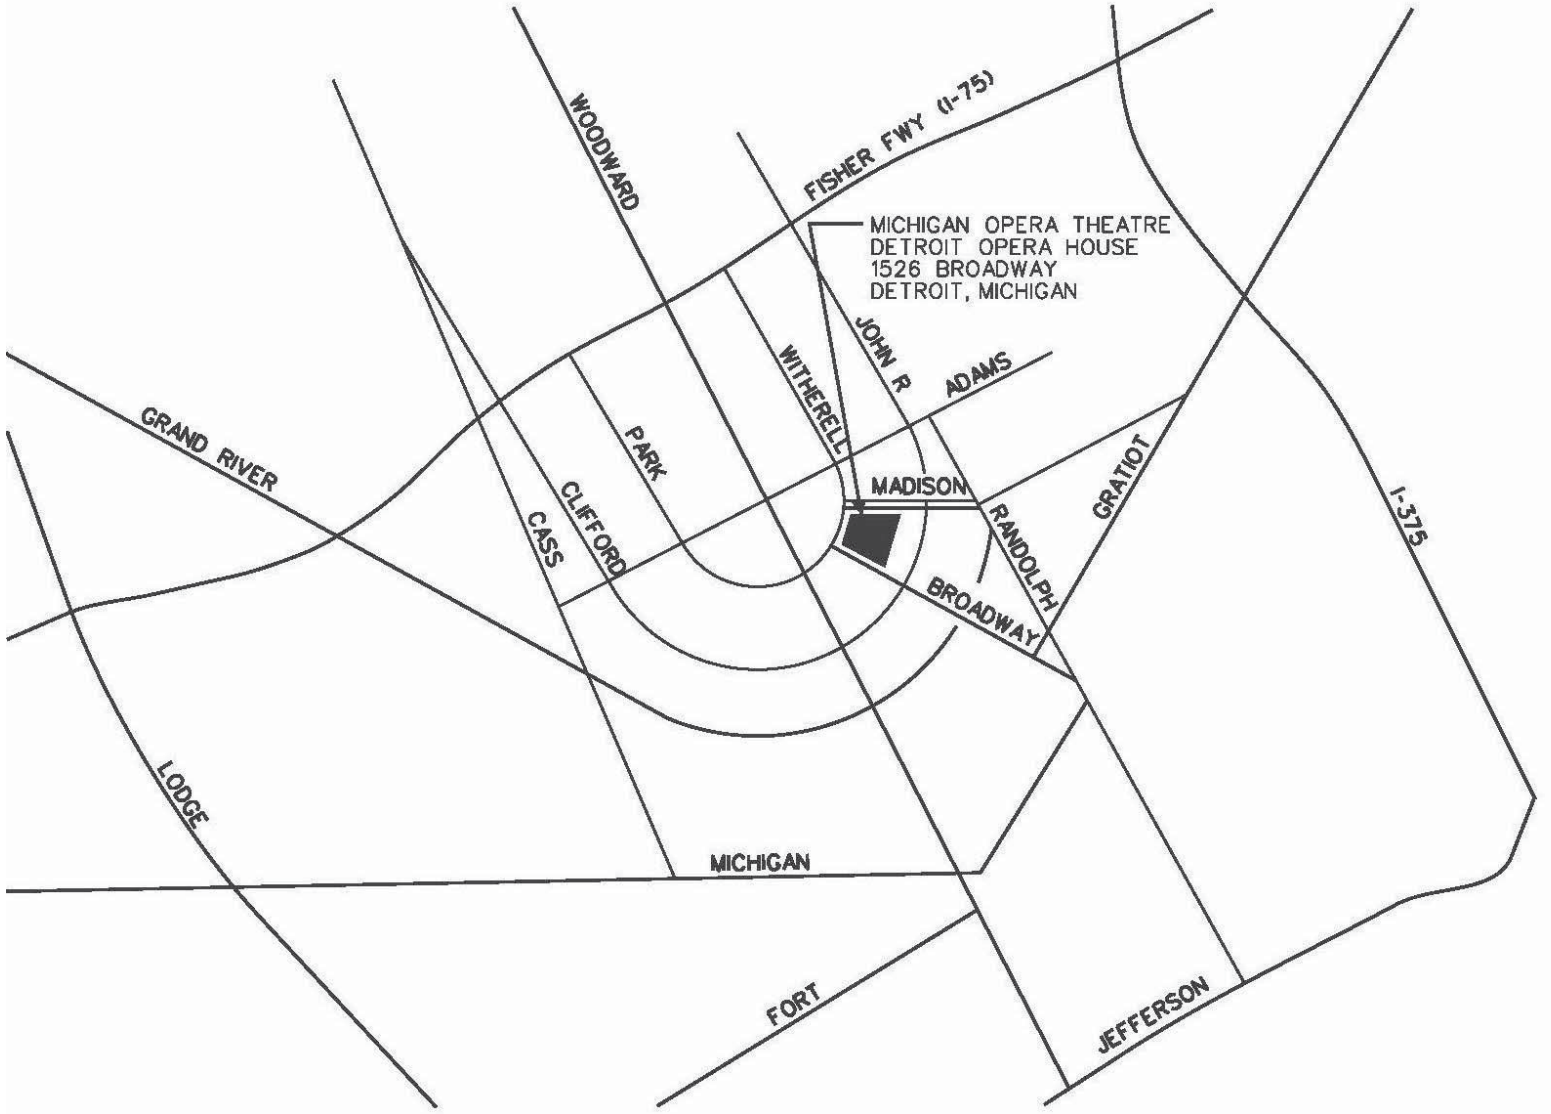 WOODWARD
FISHER FWY (I-75)
MICHIGAN OPERA THEATRE
DETROIT OPERA HOUSE
1526 BROADWAY
DETROIT, MICHIGAN
JOHN R
WITHERELL
ADAMS
GRAND RIVER
PARK
CLIFFORD
CASS
MADISON
GRATIOT
RANDOLPH
I-375
BROADWAY
LODGE
MICHIGAN
FORT
JEFFERSON